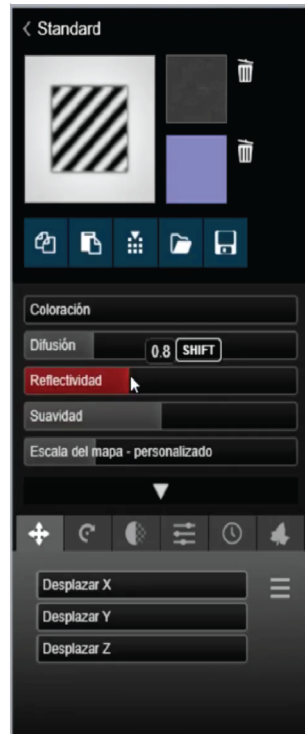 Standard
Coloración
Difusión
0.8 SHIFT
Reflectividad
Suavidad
Escala del mapa - personalizado
Desplazar X
Desplazar Y
Desplazar Z